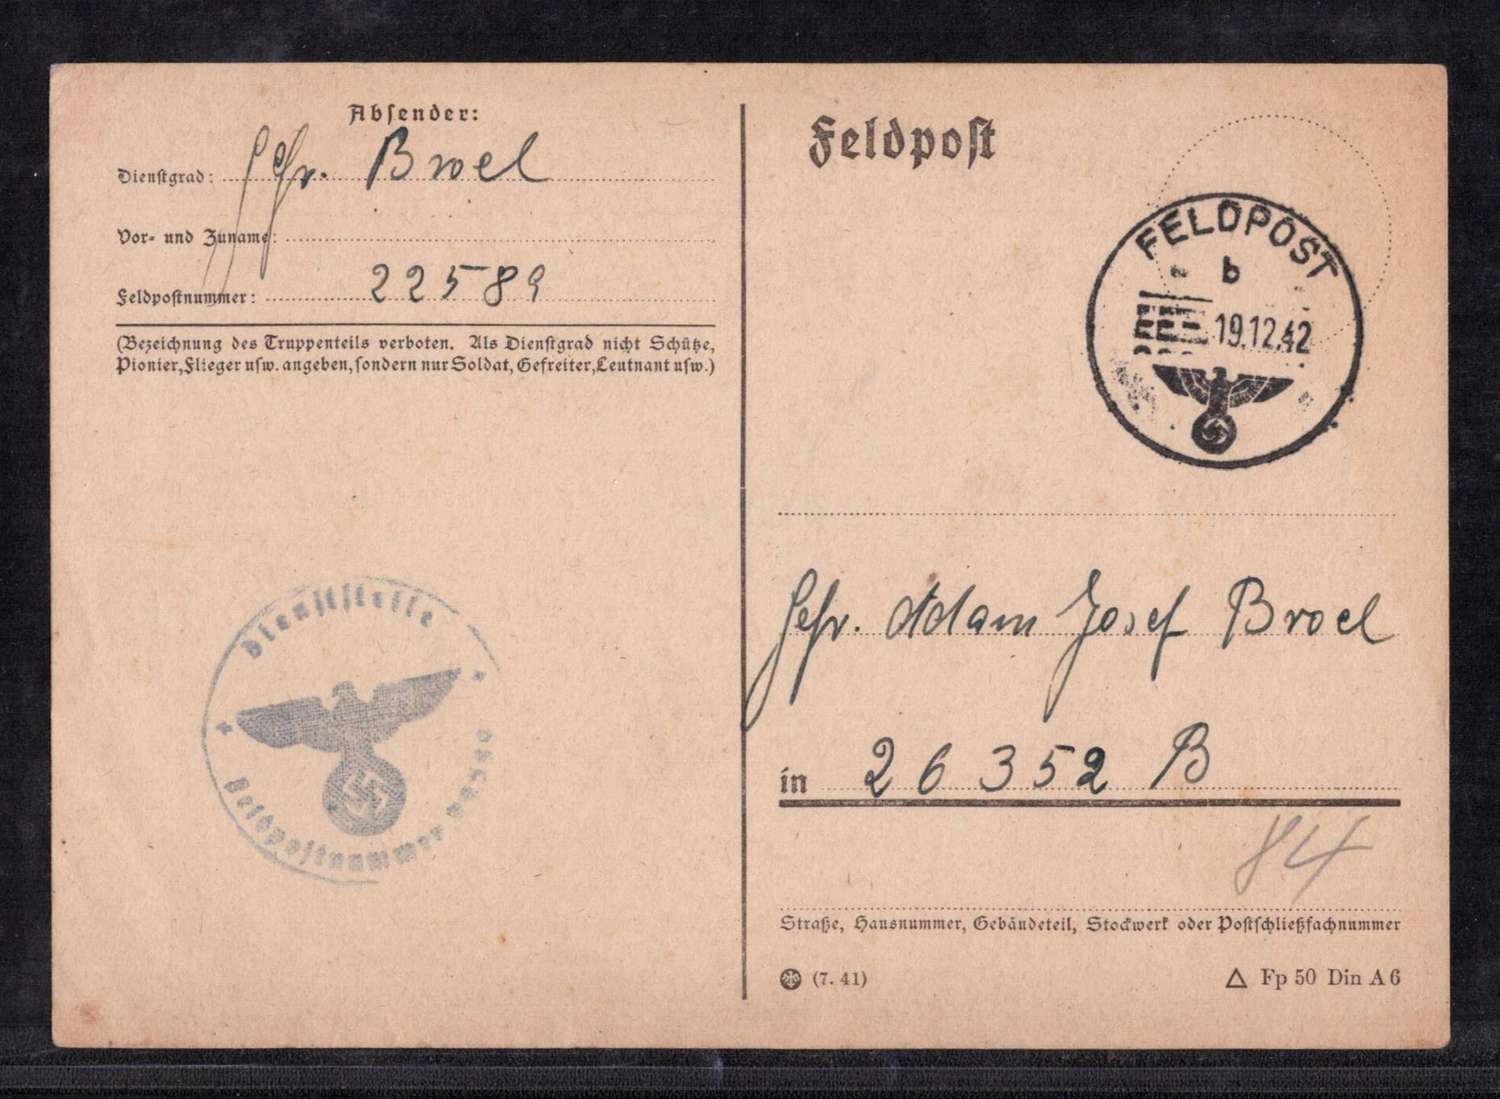 Absender:
Dienstgrad: Gefr. Broel
Vor- und Zuname:
Feldpostnummer: 22589
(Bezeichnung des Truppenteils verboten. Als Dienstgrad nicht Schütze,
Pionier, Flieger usw. angeben, sondern nur Soldat, Gefreiter, Leutnant usw.)
Dienststelle
Feldpostnummer
Feldpost
FELDPOST
b
19.12.42
Gefr. Adam Josef Broel
in 26352 B
84
Straße, Hausnummer, Gebäudeteil, Stockwerk oder Postschließfachnummer
(7. 41)
△ Fp 50 Din A 6